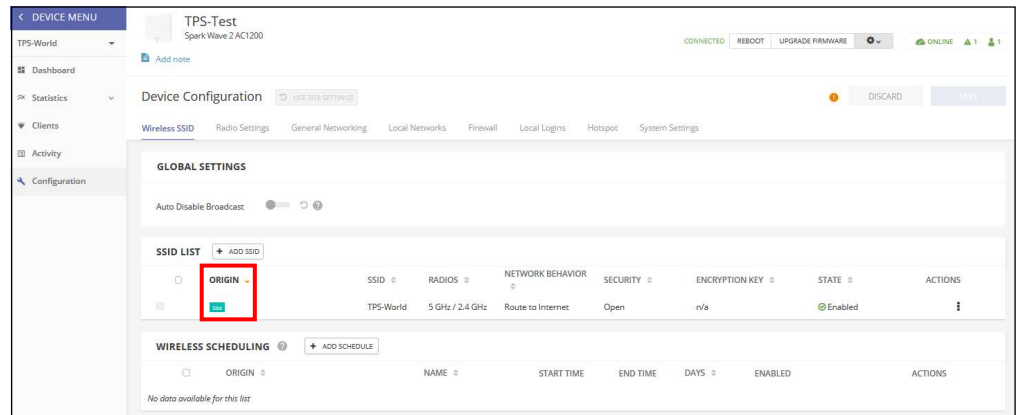 DEVICE MENU
TPS-World
Dashboard
Statistics
Clients
Activity
Configuration
TPS-Test
Spark Wave 2 AC1200
CONNECTED REBOOT UPGRADE FIRMWARE ONLINE 1 1
Add note
Device Configuration USE SITE SETTINGS DISCARD SAVE
Wireless SSID Radio Settings General Networking Local Networks Firewall Local Logins Hotspot System Settings
GLOBAL SETTINGS
Auto Disable Broadcast
SSID LIST + ADD SSID
ORIGIN SSID RADIOS NETWORK BEHAVIOR SECURITY ENCRYPTION KEY STATE ACTIONS
Site TPS-World 5 GHz / 2.4 GHz Route to Internet Open n/a Enabled
WIRELESS SCHEDULING + ADD SCHEDULE
ORIGIN NAME START TIME END TIME DAYS ENABLED ACTIONS
No data available for this list